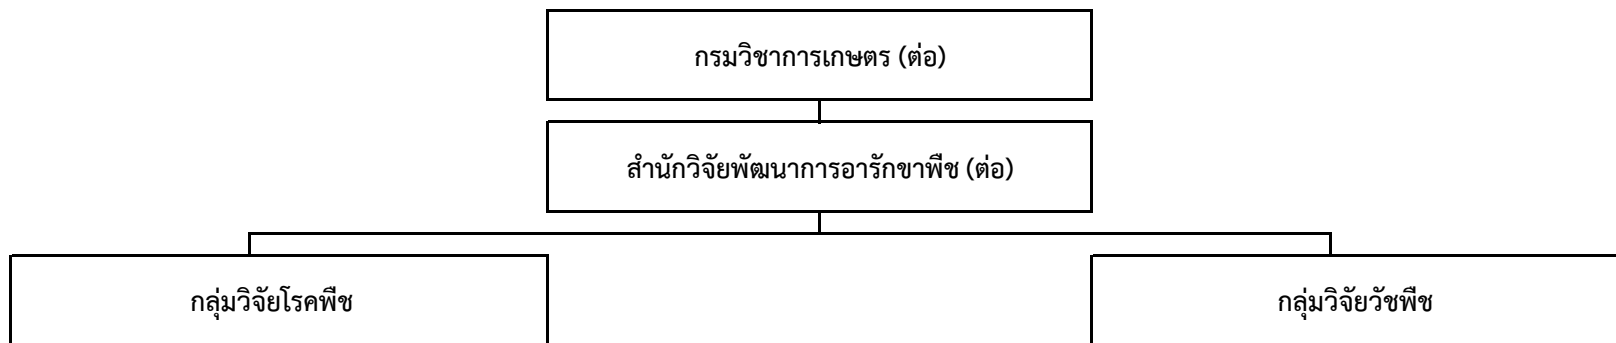 กรมวิชาการเกษตร (ต่อ)
สำนักวิจัยพัฒนาการอารักขาพืช (ต่อ)
กลุ่มวิจัยโรคพืช
กลุ่มวิจัยวัชพืช